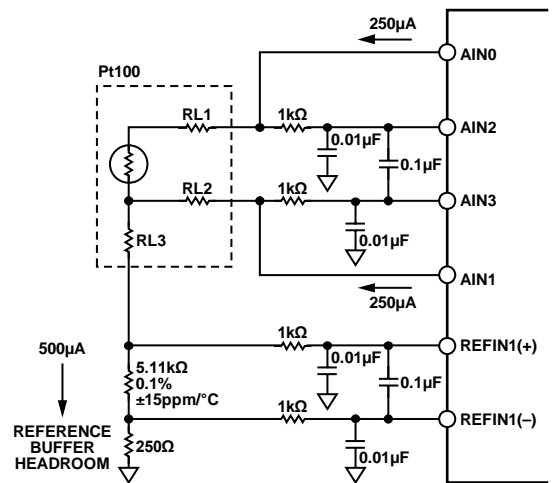 250µA
AIN0
Pt100
RL1
1kΩ
AIN2
0.01µF
0.1µF
RL2
1kΩ
AIN3
RL3
0.01µF
AIN1
250µA
1kΩ
REFIN1(+)
500µA
5.11kΩ
0.1%
±15ppm/°C
0.01µF
0.1µF
1kΩ
REFIN1(–)
REFERENCE
BUFFER
HEADROOM
250Ω
0.01µF